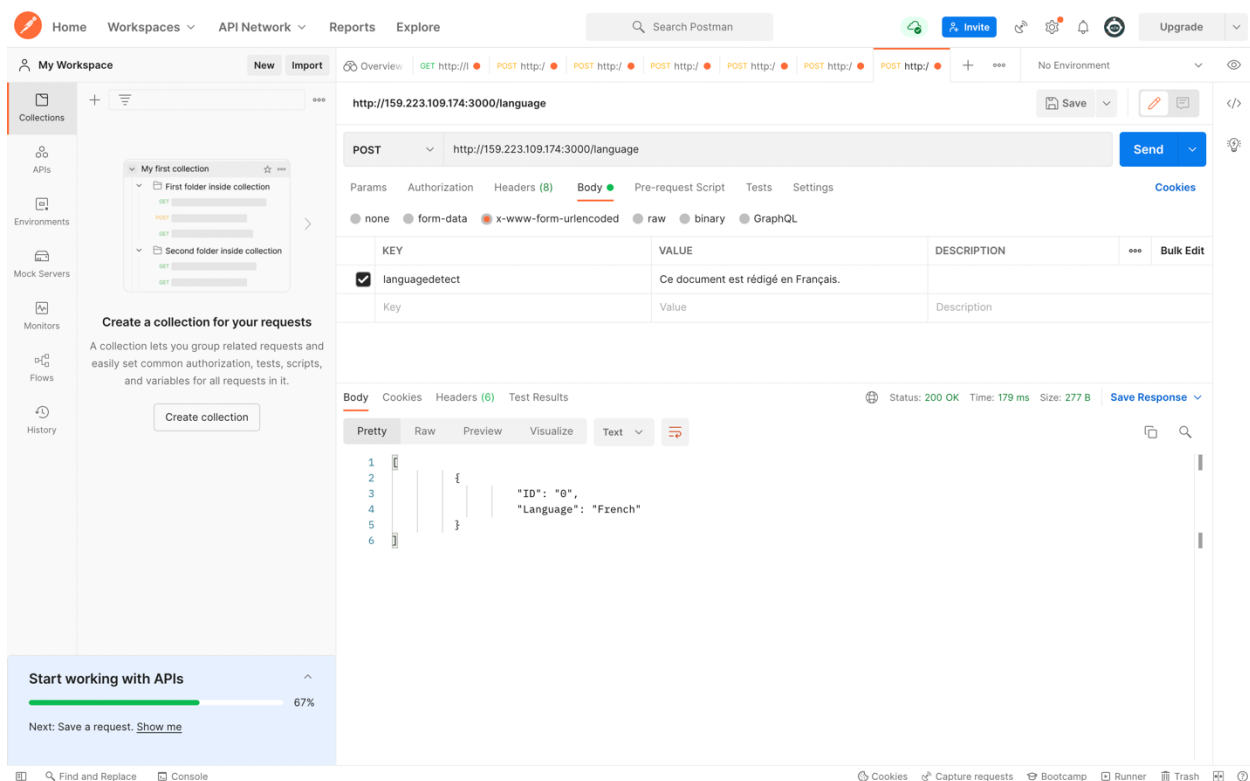 Home Workspaces API Network Reports Explore Search Postman Invite Upgrade
My Workspace New Import Overview GET http://l POST http:/ POST http:/ POST http:/ POST http:/ POST http:/ POST http:/ No Environment
Collections
APIs
Environments
Mock Servers
Monitors
Flows
History
My first collection
First folder inside collection
GET
POST
GET
Second folder inside collection
GET
GET
Create a collection for your requests
A collection lets you group related requests and
easily set common authorization, tests, scripts,
and variables for all requests in it.
Create collection
Start working with APIs
67%
Next: Save a request. Show me
http://159.223.109.174:3000/language Save
POST http://159.223.109.174:3000/language Send
Params Authorization Headers (8) Body Pre-request Script Tests Settings Cookies
none form-data x-www-form-urlencoded raw binary GraphQL
KEY VALUE DESCRIPTION Bulk Edit
languagedetect Ce document est rédigé en Français.
Key Value Description
Body Cookies Headers (6) Test Results Status: 200 OK Time: 179 ms Size: 277 B Save Response
Pretty Raw Preview Visualize Text
1 [
2 {
3 "ID": "0",
4 "Language": "French"
5 }
6 ]
Find and Replace Console Cookies Capture requests Bootcamp Runner Trash